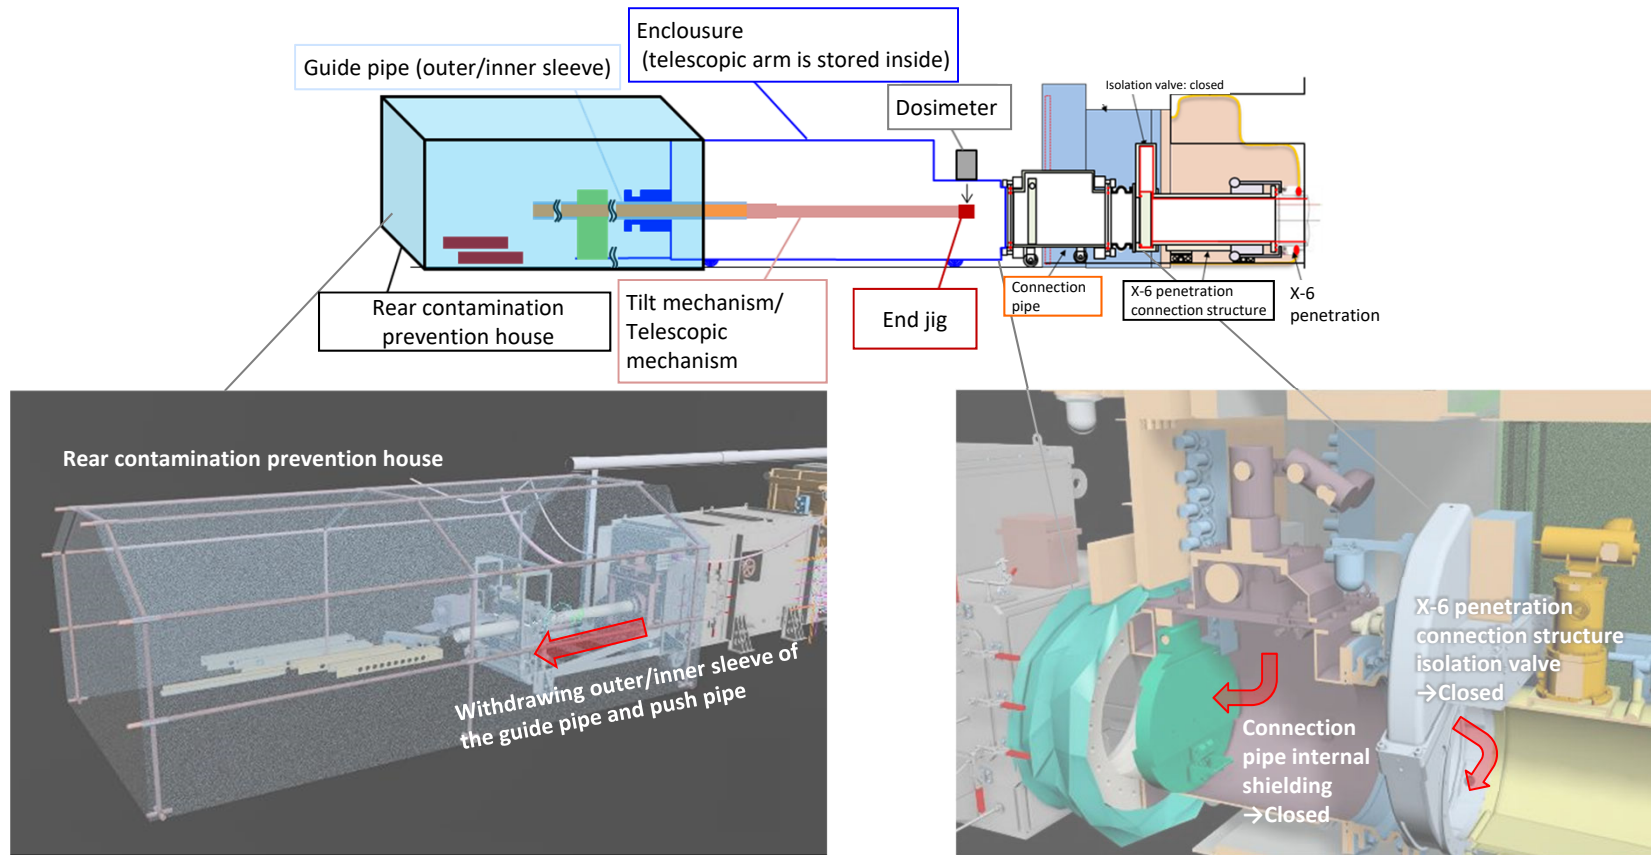 Enclousure
(telescopic arm is stored inside)
Guide pipe (outer/inner sleeve)
Isolation valve: closed
Dosimeter
Rear contamination
prevention house
Tilt mechanism/
Telescopic
mechanism
End jig
Connection
pipe
X-6 penetration
connection structure
X-6
penetration
Rear contamination prevention house
Withdrawing outer/inner sleeve of
the guide pipe and push pipe
X-6 penetration
connection structure
isolation valve
→Closed
Connection
pipe internal
shielding
→Closed